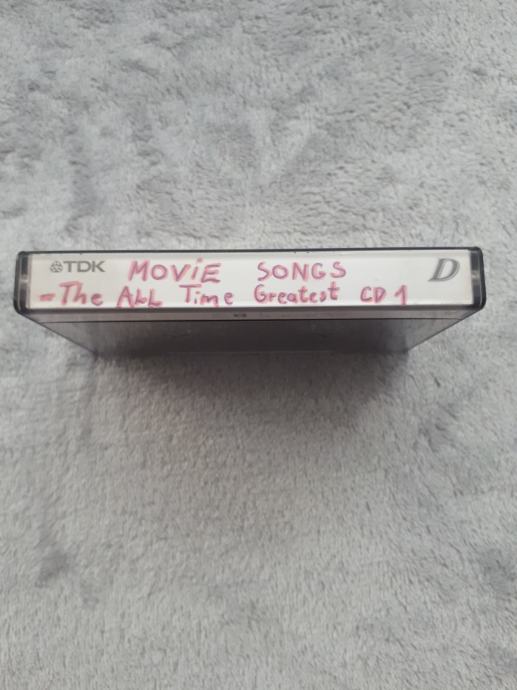 TDK MOVIE SONGS D
-The ALL Time Greatest CD 1